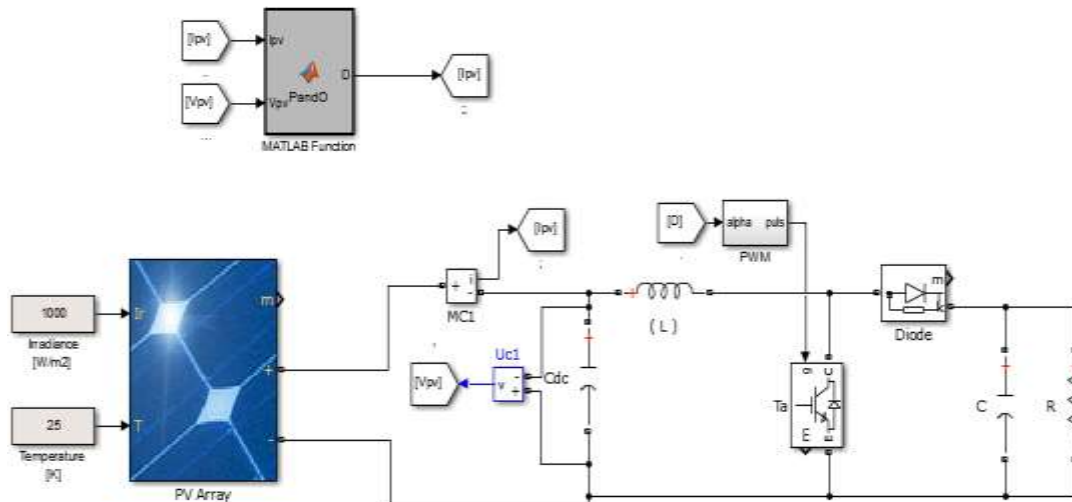 [Ipv]
Ipv
D
[Ipv]
PandO
[Vpv]
Vpv
MATLAB Function
[Ipv]
[D]
alpha
puls
PWM
1000
Ir
m
+
i
-
MC1
+
(L)
m
k
Diode
Irradiance
[W/m2]
+
Uc1
[Vpv]
v
-
+
Cdc
+
g
C
Ta
E
+
C
R
25
T
-
Temperature
[K]
PV Array